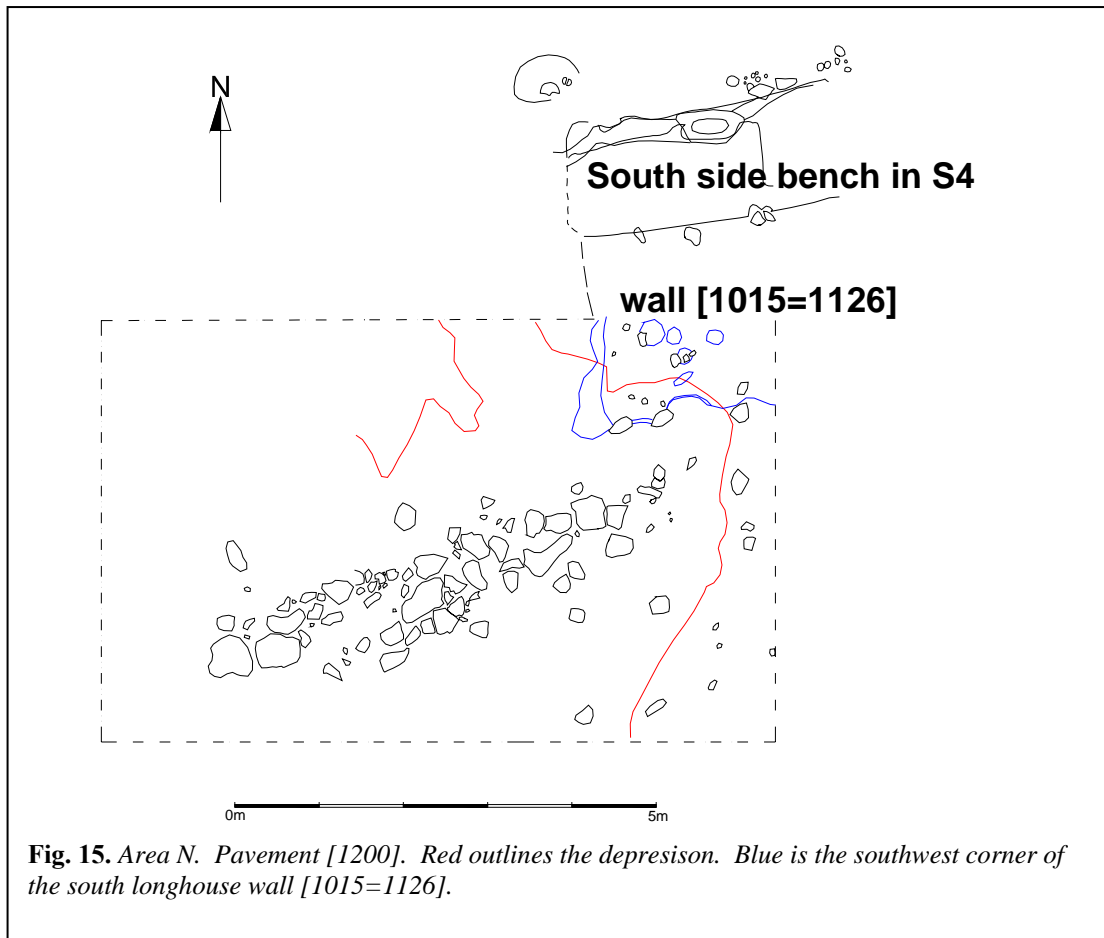 N
South side bench in S4
wall [1015=1126]
0m 5m
Fig. 15. Area N. Pavement [1200]. Red outlines the depresison. Blue is the southwest corner of
the south longhouse wall [1015=1126].